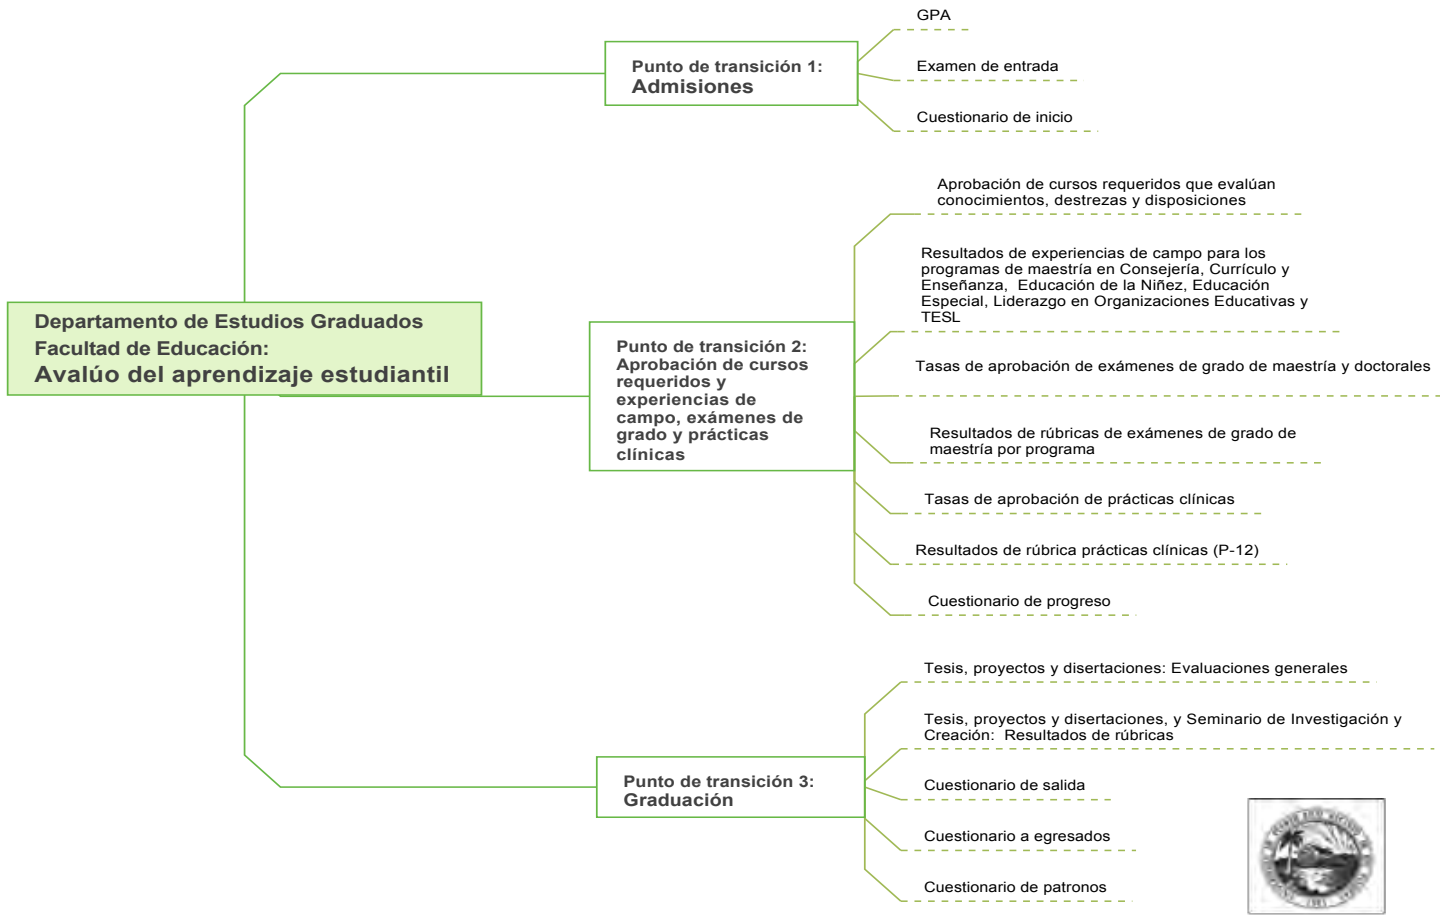 GPA
Punto de transición 1:
Admisiones
Examen de entrada
Cuestionario de inicio
Departamento de Estudios Graduados
Facultad de Educación:
Avalúo del aprendizaje estudiantil
Punto de transición 2:
Aprobación de cursos
requeridos y
experiencias de
campo, exámenes de
grado y prácticas
clínicas
Aprobación de cursos requeridos que evalúan
conocimientos, destrezas y disposiciones
Resultados de experiencias de campo para los
programas de maestría en Consejería, Currículo y
Enseñanza,  Educación de la Niñez, Educación
Especial, Liderazgo en Organizaciones Educativas y
TESL
Tasas de aprobación de exámenes de grado de maestría y doctorales
Resultados de rúbricas de exámenes de grado de
maestría por programa
Tasas de aprobación de prácticas clínicas
Resultados de rúbrica prácticas clínicas (P-12)
Cuestionario de progreso
Punto de transición 3:
Graduación
Tesis, proyectos y disertaciones: Evaluaciones generales
Tesis, proyectos y disertaciones, y Seminario de Investigación y
Creación:  Resultados de rúbricas
Cuestionario de salida
Cuestionario a egresados
Cuestionario de patronos